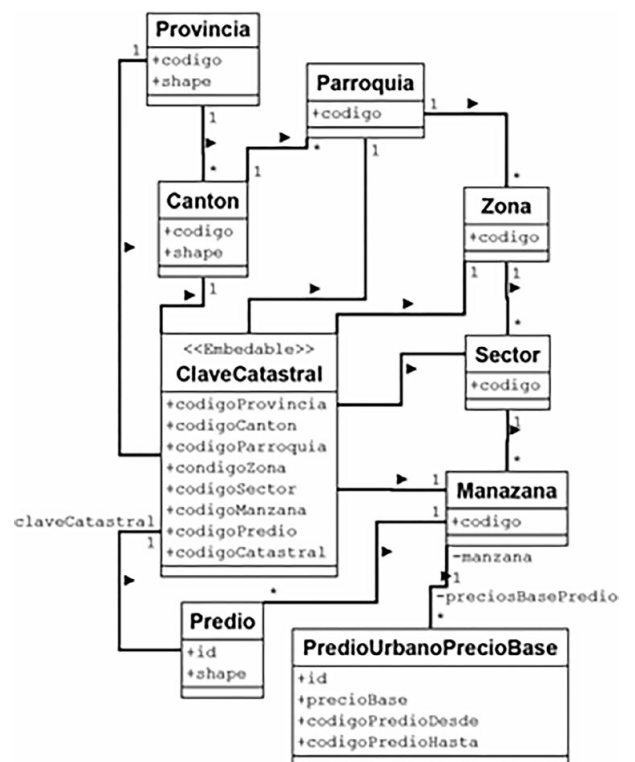 Provincia
+codigo
+shape
1
1
*
Parroquia
+codigo
1
*
1
*
Canton
+codigo
+shape
1
1
Zona
+codigo
1
1
*
Sector
+codigo
1
*
<<Embedable>>
ClaveCatastral
+codigoProvincia
+codigoCanton
+codigoParroquia
+condigoZona
+codigoSector
+codigoManzana
+codigoPredio
+codigoCatastral
claveCatastral
1
1
Manazana
+codigo
1
-manzana
1
-preciosBasePredio
*
*
Predio
+id
+shape
PredioUrbanoPrecioBase
+id
+precioBase
+codigoPredioDesde
+codigoPredioHasta